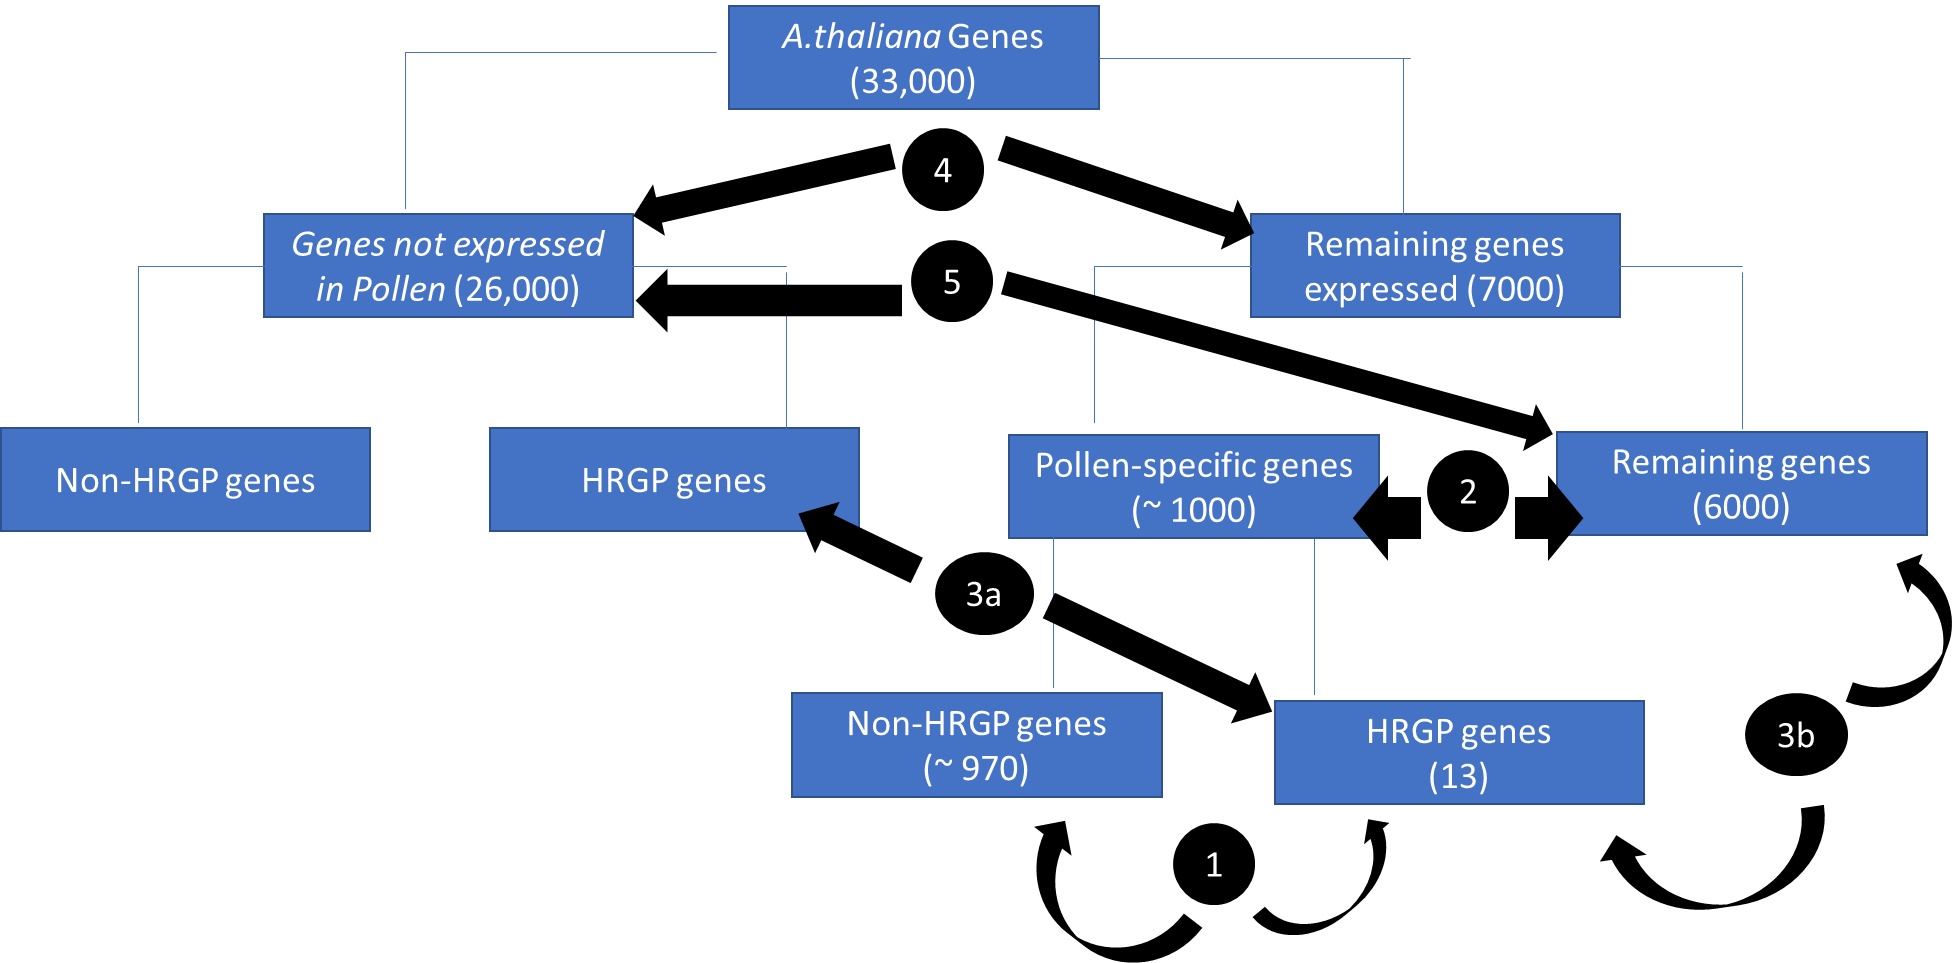 A.thaliana Genes
(33,000)
4
Genes not expressed
in Pollen (26,000)
5
Remaining genes
expressed (7000)
Non-HRGP genes
HRGP genes
Pollen-specific genes
(~ 1000)
2
Remaining genes
(6000)
3a
Non-HRGP genes
(~ 970)
HRGP genes
(13)
3b
1